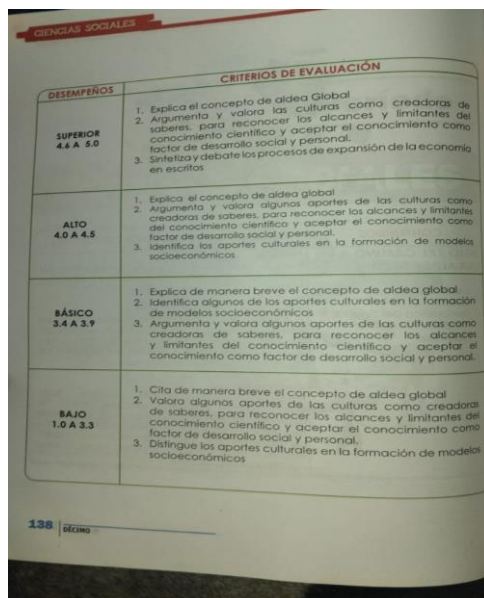 CIENCIAS SOCIALES
DESEMPEÑOS
CRITERIOS DE EVALUACIÓN
SUPERIOR
4.6 A 5.0
1. Explica el concepto de aldea Global
2. Argumenta y valora las culturas como creadoras de
saberes, para reconocer los alcances y limitantes del
conocimiento científico y aceptar el conocimiento como
factor de desarrollo social y personal.
3. Sintetiza y debate los procesos de expansión de la economía
en escritos
ALTO
4.0 A 4.5
1. Explica el concepto de aldea global
2. Argumenta y valora algunos aportes de las culturas como
creadoras de saberes, para reconocer los alcances y limitantes
del conocimiento científico y aceptar el conocimiento como
factor de desarrollo social y personal.
3. Identifica los aportes culturales en la formación de modelos
socioeconómicos
BÁSICO
3.4 A 3.9
1. Explica de manera breve el concepto de aldea global
2. Identifica algunos de los aportes culturales en la formación
de modelos socioeconómicos
3. Argumenta y valora algunos aportes de las culturas como
creadoras de saberes, para reconocer los alcances
y limitantes del conocimiento científico y aceptar el
conocimiento como factor de desarrollo social y personal.
BAJO
1.0 A 3.3
1. Cita de manera breve el concepto de aldea global
2. Valora algunos aportes de las culturas como creadoras
de saberes, para reconocer los alcances y limitantes del
conocimiento científico y aceptar el conocimiento como
factor de desarrollo social y personal.
3. Distingue los aportes culturales en la formación de modelos
socioeconómicos
138 DÉCIMO